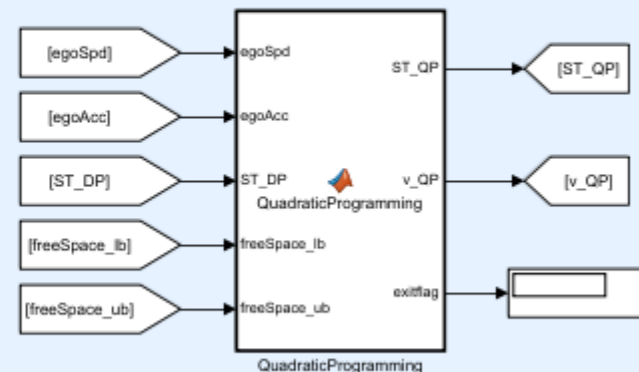 [egoSpd]
[egoAcc]
[ST_DP]
[freeSpace_lb]
[freeSpace_ub]
egoSpd
egoAcc
ST_DP
freeSpace_lb
freeSpace_ub
QuadraticProgramming
ST_QP
v_QP
exitflag
[ST_QP]
[v_QP]
QuadraticProgramming